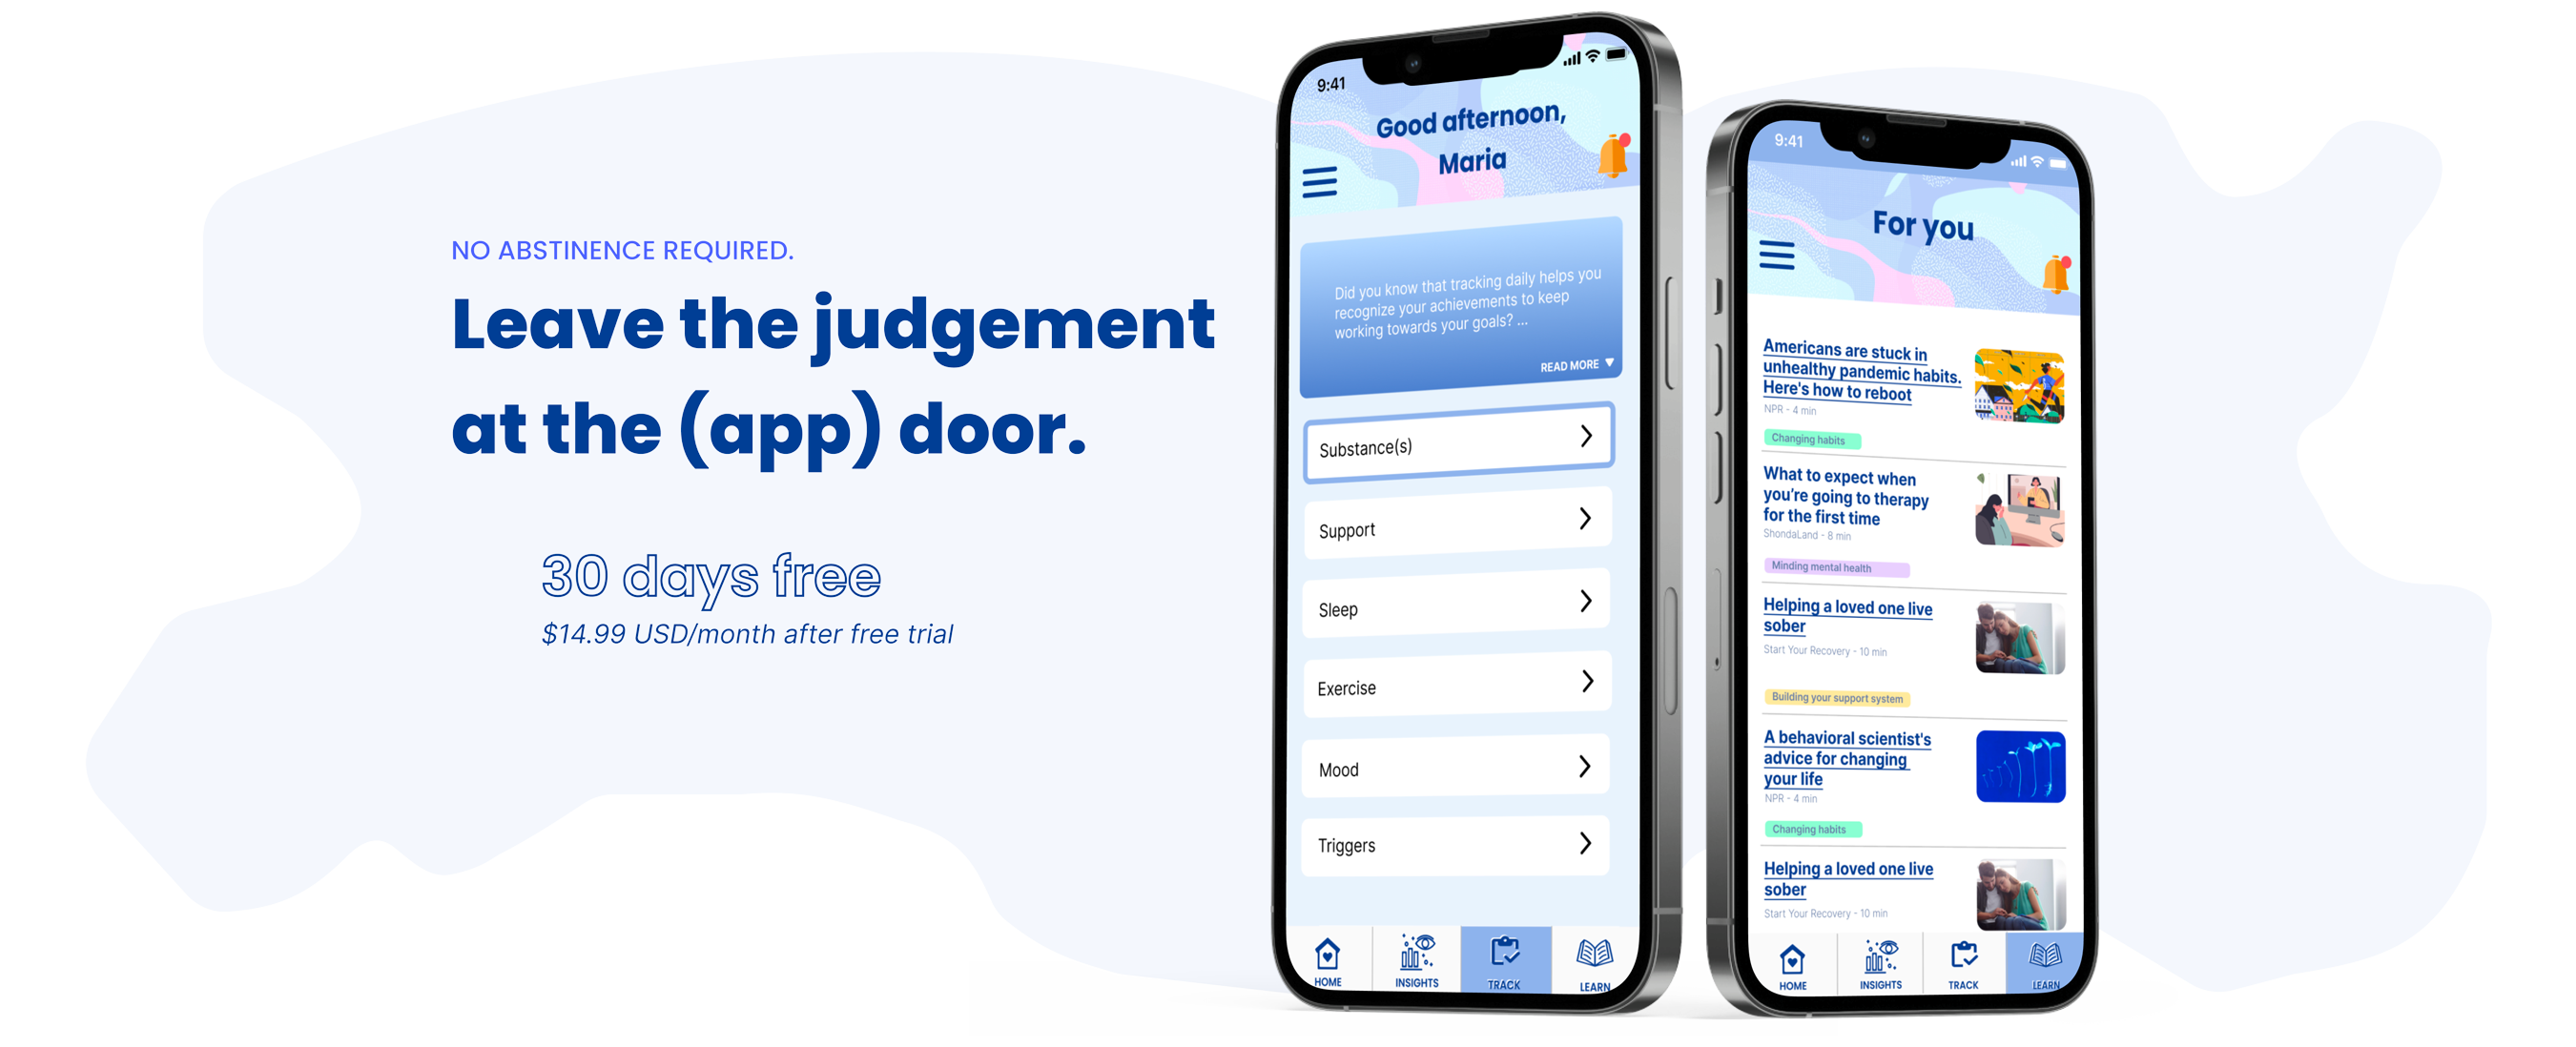 NO ABSTINENCE REQUIRED.
Leave the judgement
at the (app) door.
30 days free
$14.99 USD/month after free trial
9:41
Good afternoon,
Maria
Did you know that tracking daily helps you
recognize your achievements to keep
working towards your goals? ...
READ MORE
Substance(s)
Support
Sleep
Exercise
Mood
Triggers
HOME
INSIGHTS
TRACK
LEARN
9:41
For you
Americans are stuck in
unhealthy pandemic habits.
Here's how to reboot
NPR - 4 min
Changing habits
What to expect when
you're going to therapy
for the first time
ShondaLand - 8 min
Minding mental health
Helping a loved one live
sober
Start Your Recovery - 10 min
Building your support system
A behavioral scientist's
advice for changing
your life
NPR - 4 min
Changing habits
Helping a loved one live
sober
Start Your Recovery - 10 min
HOME
INSIGHTS
TRACK
LEARN